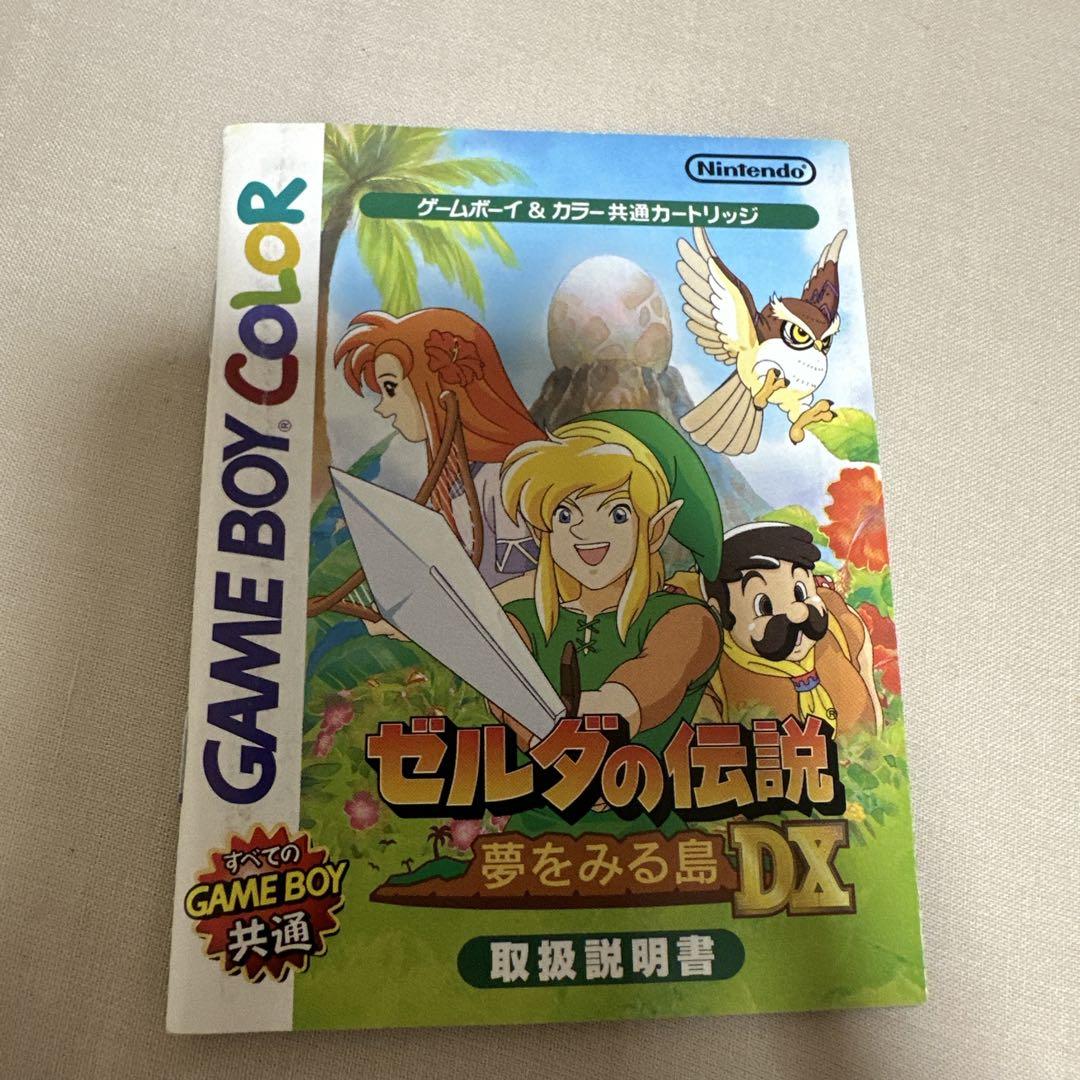 Nintendo®
ゲームボーイ & カラー共通カートリッジ
GAME BOY® COLOR
ゼルダの伝説®
夢をみる島DX
すべての
GAME BOY
共通
取扱説明書